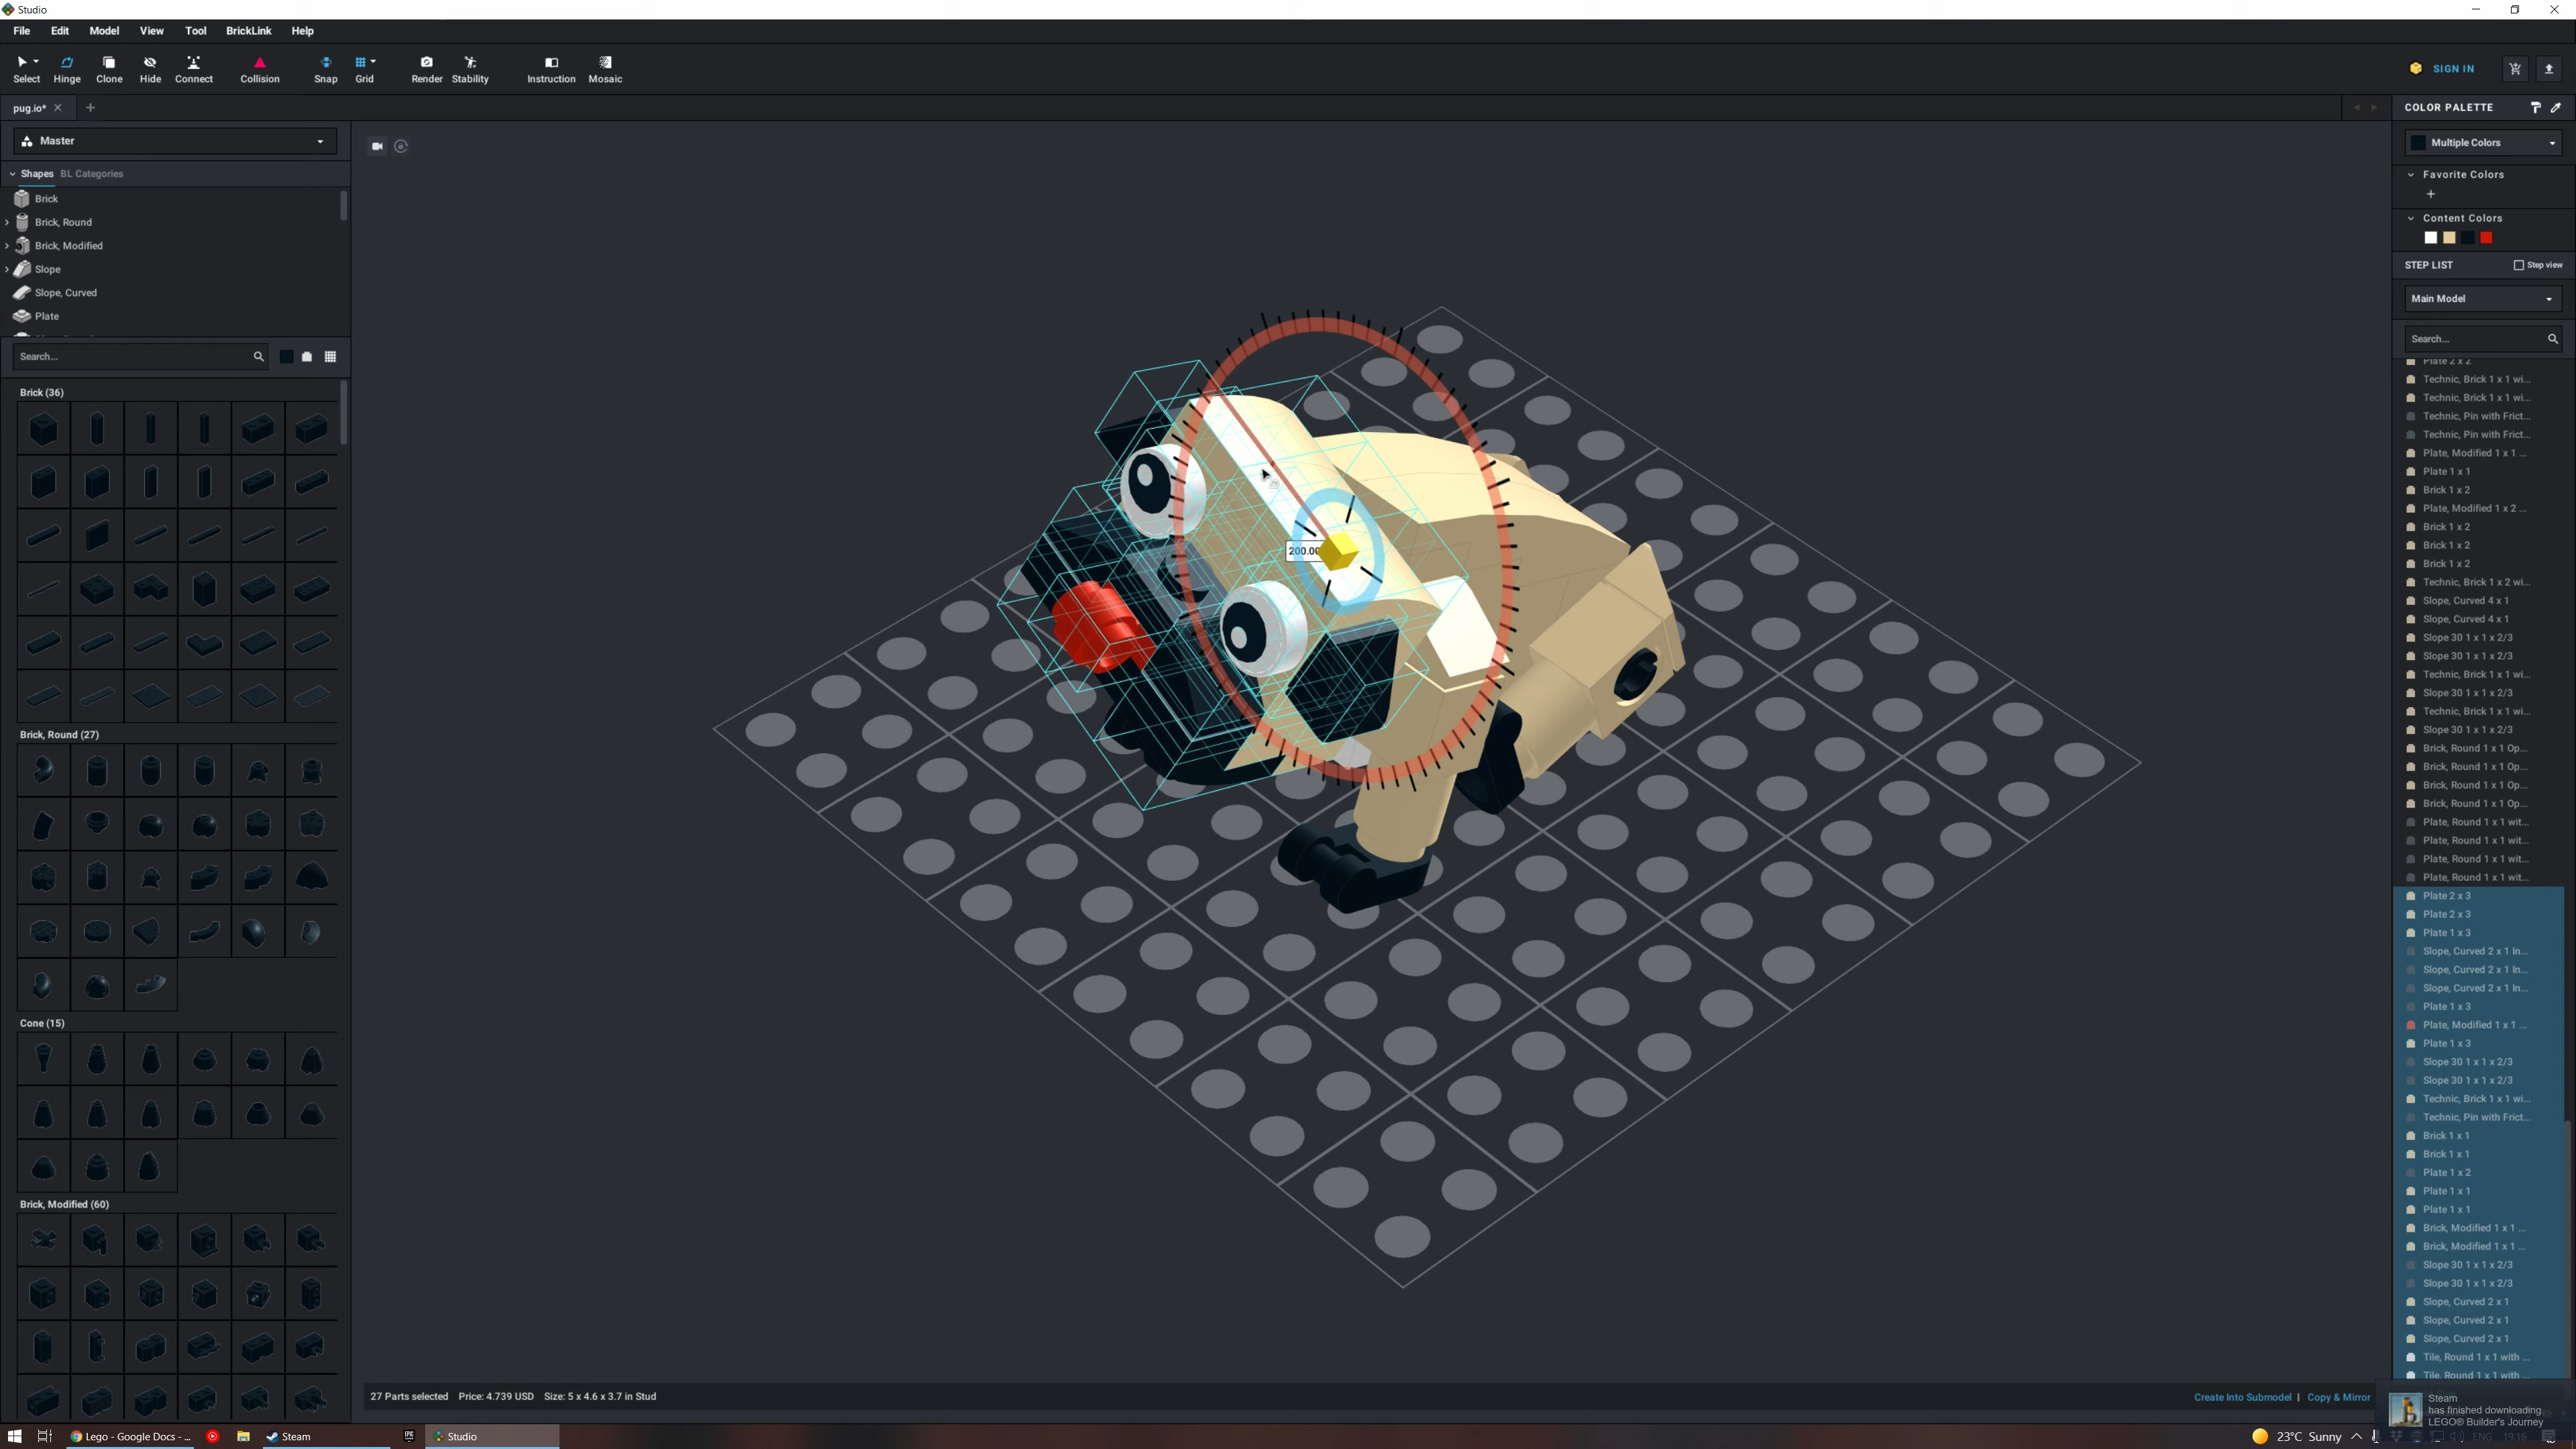 Studio
File Edit Model View Tool BrickLink Help
Select Hinge Clone Hide Connect Collision Snap Grid Render Stability Instruction Mosaic
SIGN IN
pug.io*
Master
Shapes BL Categories
Brick
Brick, Round
Brick, Modified
Slope
Slope, Curved
Plate
Search...
Brick (36)
Brick, Round (27)
Cone (15)
Brick, Modified (60)
200.00
27 Parts selected Price: 4.739 USD Size: 5 x 4.6 x 3.7 in Stud
Create Into Submodel | Copy & Mirror
COLOR PALETTE
Multiple Colors
Favorite Colors
Content Colors
STEP LIST Step view
Main Model
Search...
Plate 2 x 2
Technic, Brick 1 x 1 wi...
Technic, Brick 1 x 1 wi...
Technic, Pin with Frict...
Technic, Pin with Frict...
Plate, Modified 1 x 1 ...
Plate 1 x 1
Brick 1 x 2
Plate, Modified 1 x 2 ...
Brick 1 x 2
Brick 1 x 2
Brick 1 x 2
Technic, Brick 1 x 2 wi...
Slope, Curved 4 x 1
Slope, Curved 4 x 1
Slope 30 1 x 1 x 2/3
Slope 30 1 x 1 x 2/3
Technic, Brick 1 x 1 wi...
Slope 30 1 x 1 x 2/3
Technic, Brick 1 x 1 wi...
Slope 30 1 x 1 x 2/3
Brick, Round 1 x 1 Op...
Brick, Round 1 x 1 Op...
Brick, Round 1 x 1 Op...
Brick, Round 1 x 1 Op...
Plate, Round 1 x 1 wit...
Plate, Round 1 x 1 wit...
Plate, Round 1 x 1 wit...
Plate, Round 1 x 1 wit...
Plate 2 x 3
Plate 2 x 3
Plate 1 x 3
Slope, Curved 2 x 1 In...
Slope, Curved 2 x 1 In...
Slope, Curved 2 x 1 In...
Plate 1 x 3
Plate, Modified 1 x 1 ...
Plate 1 x 3
Slope 30 1 x 1 x 2/3
Slope 30 1 x 1 x 2/3
Technic, Brick 1 x 1 wi...
Technic, Pin with Frict...
Brick 1 x 1
Brick 1 x 1
Plate 1 x 2
Plate 1 x 1
Plate 1 x 1
Brick, Modified 1 x 1 ...
Brick, Modified 1 x 1 ...
Slope 30 1 x 1 x 2/3
Slope 30 1 x 1 x 2/3
Slope, Curved 2 x 1
Slope, Curved 2 x 1
Slope, Curved 2 x 1
Tile, Round 1 x 1 with ...
Tile, Round 1 x 1 with ...
Steam
has finished downloading
LEGO® Builder's Journey
Lego - Google Docs - ... Steam EPIC Studio
23°C Sunny ENG 19:16